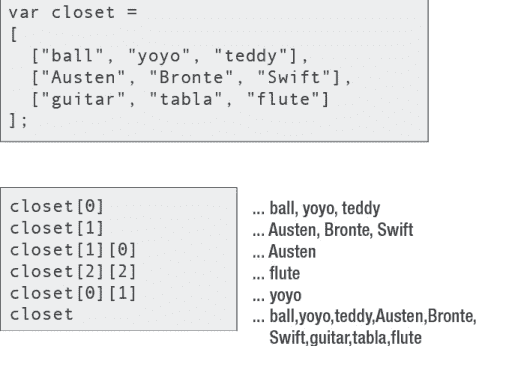 var closet =
[
  ["ball", "yoyo", "teddy"],
  ["Austen", "Bronte", "Swift"],
  ["guitar", "tabla", "flute"]
];
closet[0] ... ball, yoyo, teddy
closet[1] ... Austen, Bronte, Swift
closet[1][0] ... Austen
closet[2][2] ... flute
closet[0][1] ... yoyo
closet ... ball,yoyo,teddy,Austen,Bronte,
Swift,guitar,tabla,flute